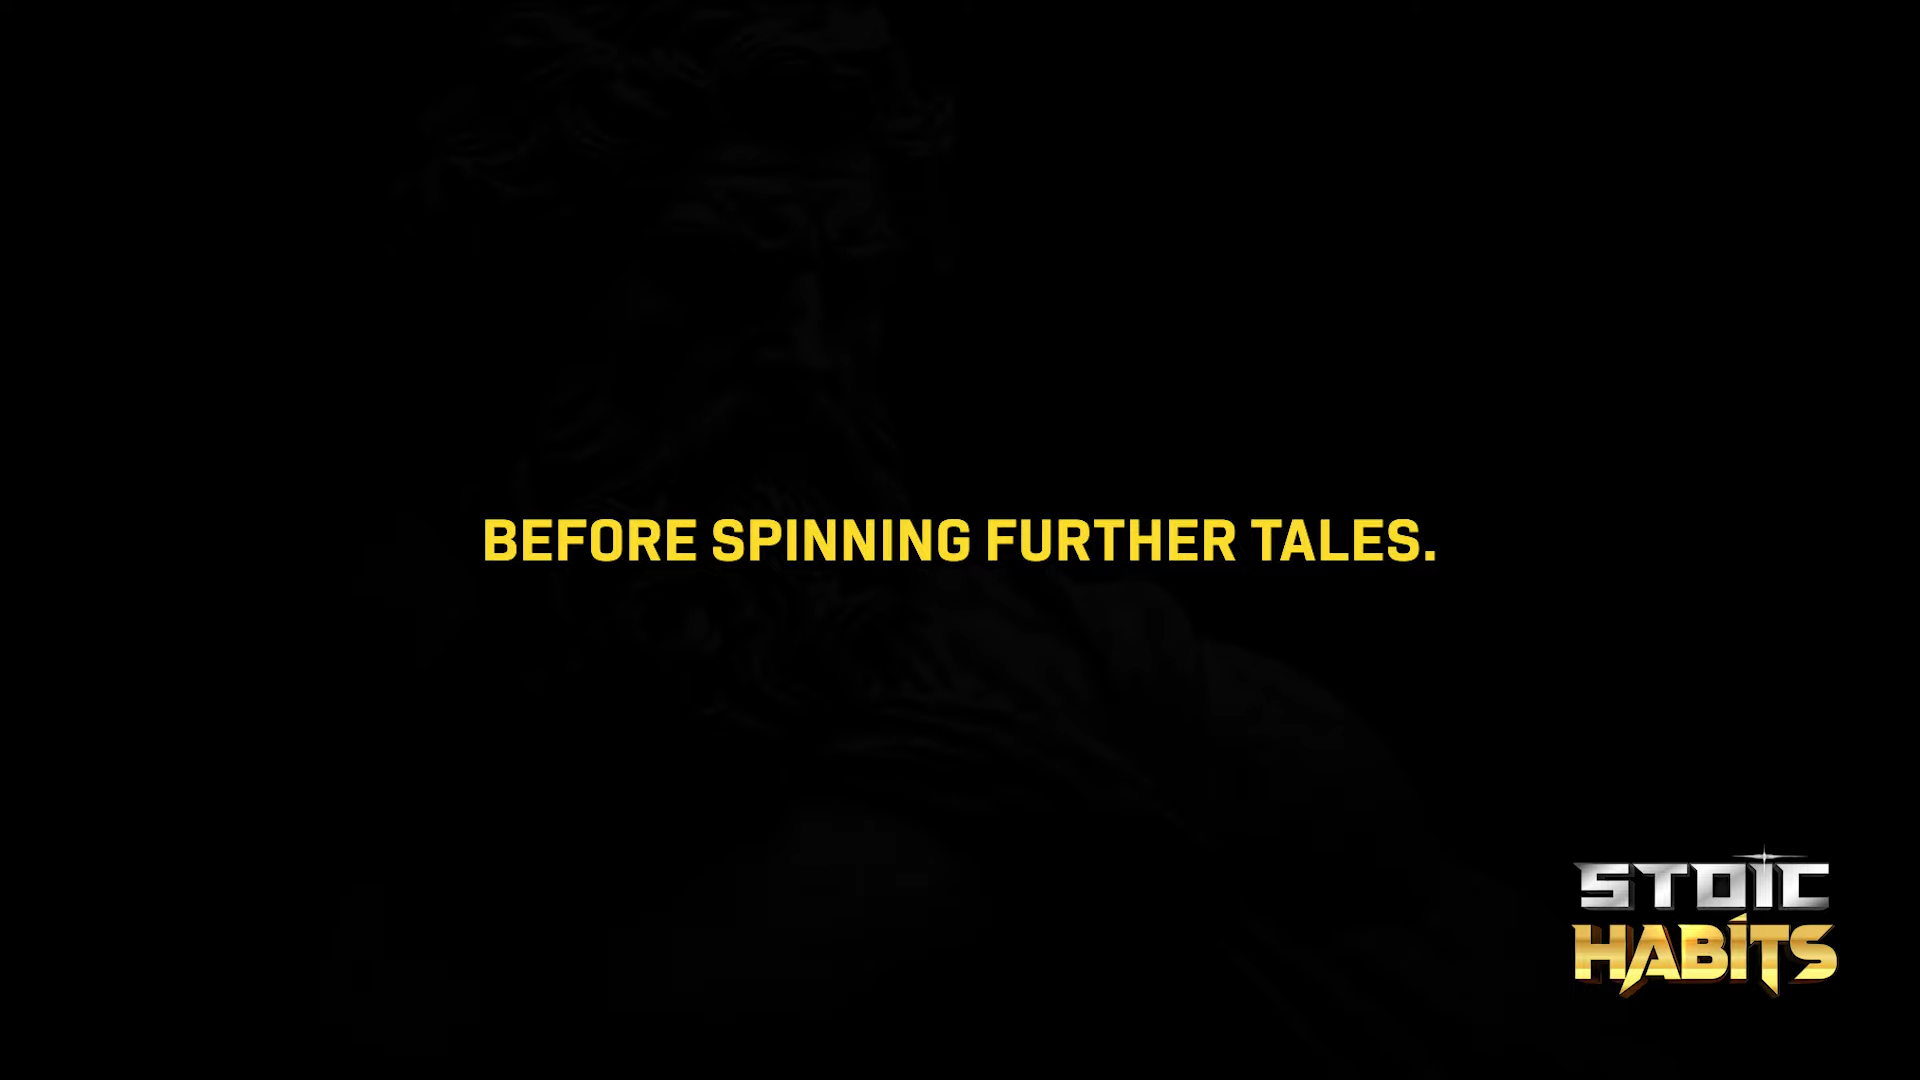 BEFORE SPINNING FURTHER TALES.
STOIC
HABITS